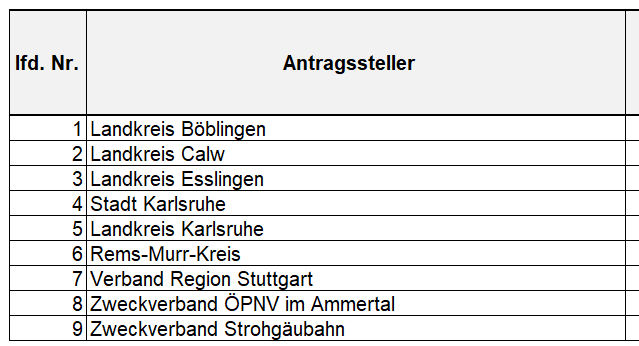 lfd. Nr. Antragssteller
1 Landkreis Böblingen
2 Landkreis Calw
3 Landkreis Esslingen
4 Stadt Karlsruhe
5 Landkreis Karlsruhe
6 Rems-Murr-Kreis
7 Verband Region Stuttgart
8 Zweckverband ÖPNV im Ammertal
9 Zweckverband Strohgäubahn